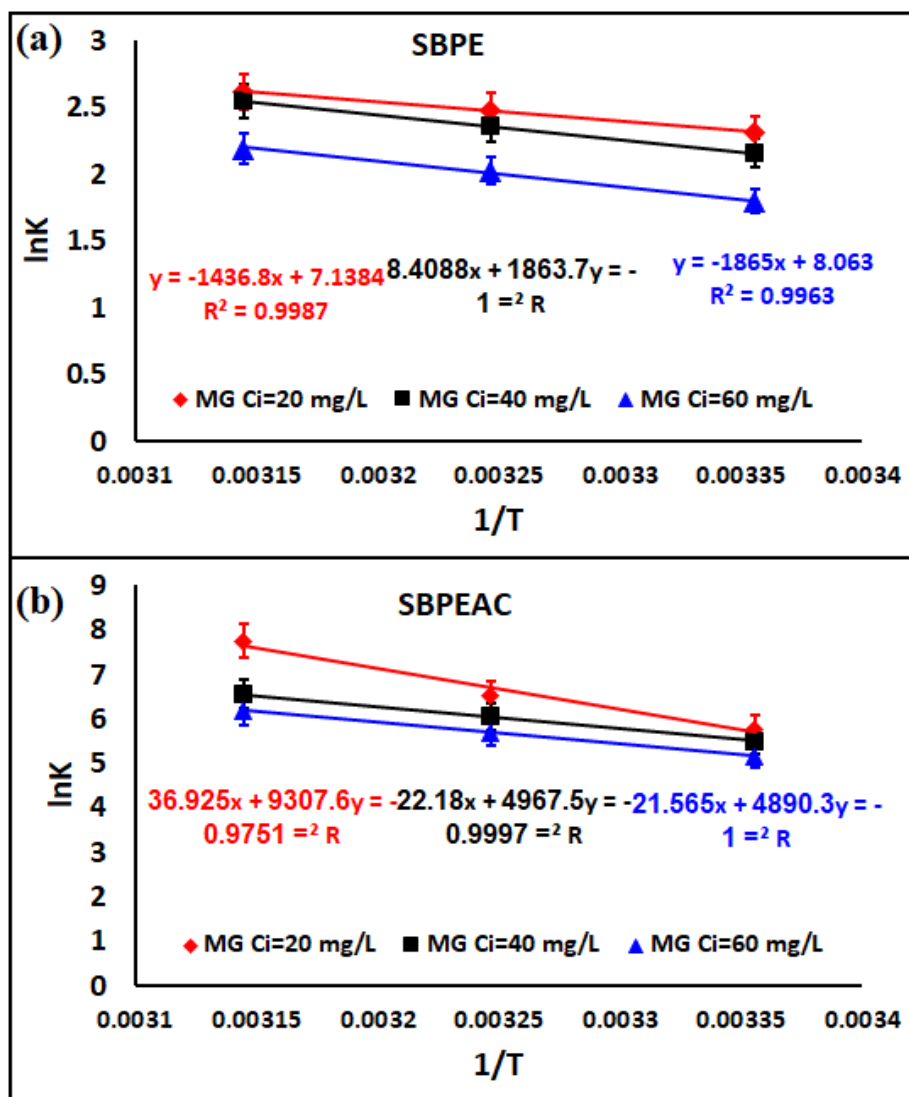 (a)
SBPE
3
2.5
2
1.5
1
0.5
0
lnK
y = -1436.8x + 7.1384
R² = 0.9987
8.4088x + 1863.7y = -
1 =² R
y = -1865x + 8.063
R² = 0.9963
MG Ci=20 mg/L MG Ci=40 mg/L MG Ci=60 mg/L
0.0031 0.00315 0.0032 0.00325 0.0033 0.00335 0.0034
1/T
(b)
SBPEAC
9
8
7
6
5
4
3
2
1
0
lnK
36.925x + 9307.6y = -
0.9751 =² R
22.18x + 4967.5y = -
0.9997 =² R
21.565x + 4890.3y = -
1 =² R
MG Ci=20 mg/L MG Ci=40 mg/L MG Ci=60 mg/L
0.0031 0.00315 0.0032 0.00325 0.0033 0.00335 0.0034
1/T